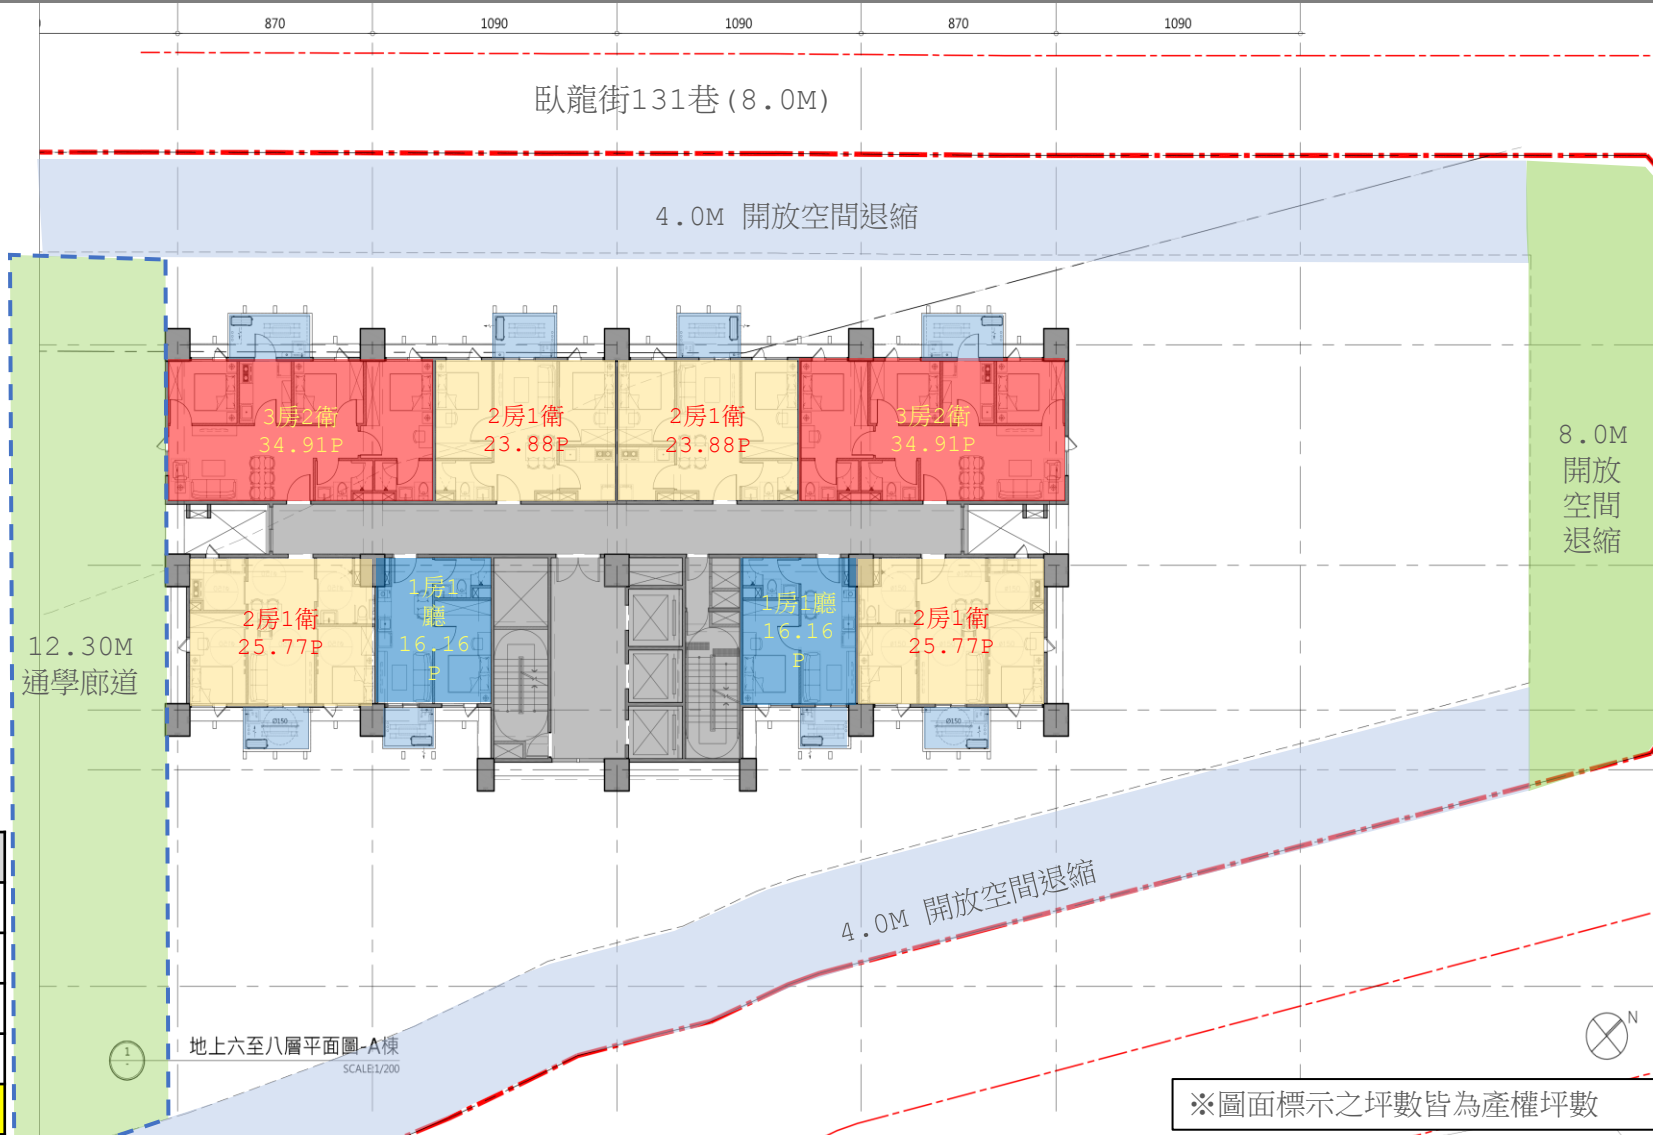 870
1090
1090
870
1090
臥龍街131巷(8.0M)
4.0M 開放空間退縮
3房2衛
34.91P
2房1衛
23.88P
2房1衛
23.88P
3房2衛
34.91P
8.0M
開放
空間
退縮
2房1衛
25.77P
1房1
廳
16.16
P
1房1廳
16.16
P
2房1衛
25.77P
12.30M
通學廊道
Ø150
Ø150
4.0M 開放空間退縮
1
地上六至八層平面圖-A棟
SCALE:1/200
N
※圖面標示之坪數皆為產權坪數